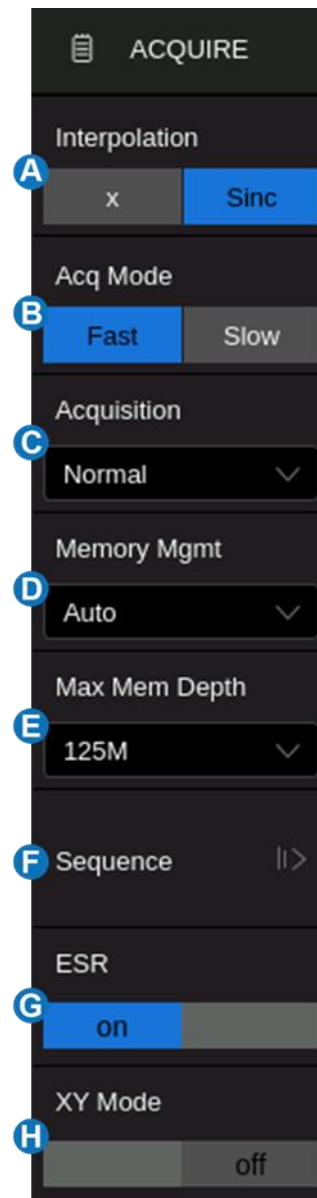 ACQUIRE
Interpolation
A
x Sinc
Acq Mode
B
Fast Slow
Acquisition
C
Normal
Memory Mgmt
D
Auto
Max Mem Depth
E
125M
F Sequence
ESR
G
on
XY Mode
H
off